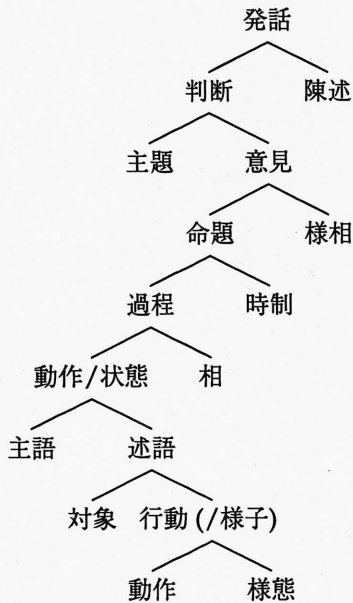 発話
判断 陳述
主題 意見
命題 様相
過程 時制
動作/状態 相
主語 述語
対象 行動 (/様子)
動作 様態